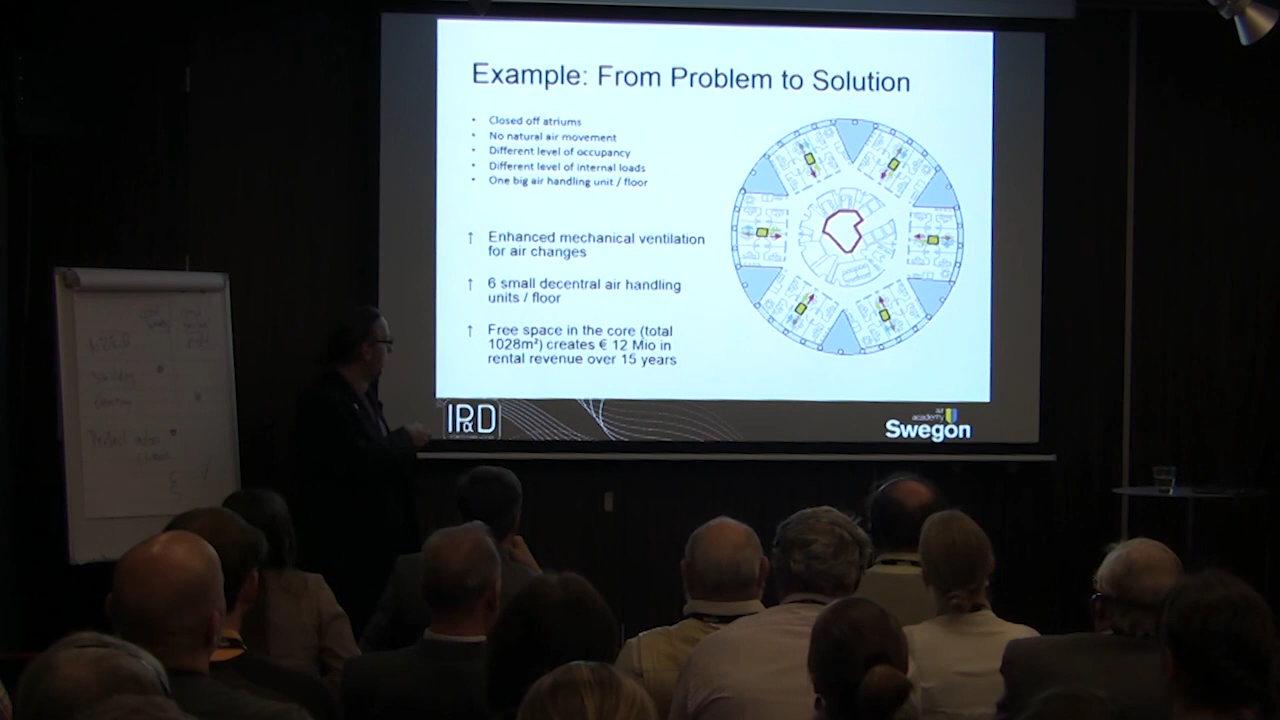 Example: From Problem to Solution
• Closed off atriums
• No natural air movement
• Different level of occupancy
• Different level of internal loads
• One big air handling unit / floor
↑ Enhanced mechanical ventilation
for air changes
↑ 6 small decentral air handling
units / floor
↑ Free space in the core (total
1028m²) creates € 12 Mio in
rental revenue over 15 years
air
academy
Swegon